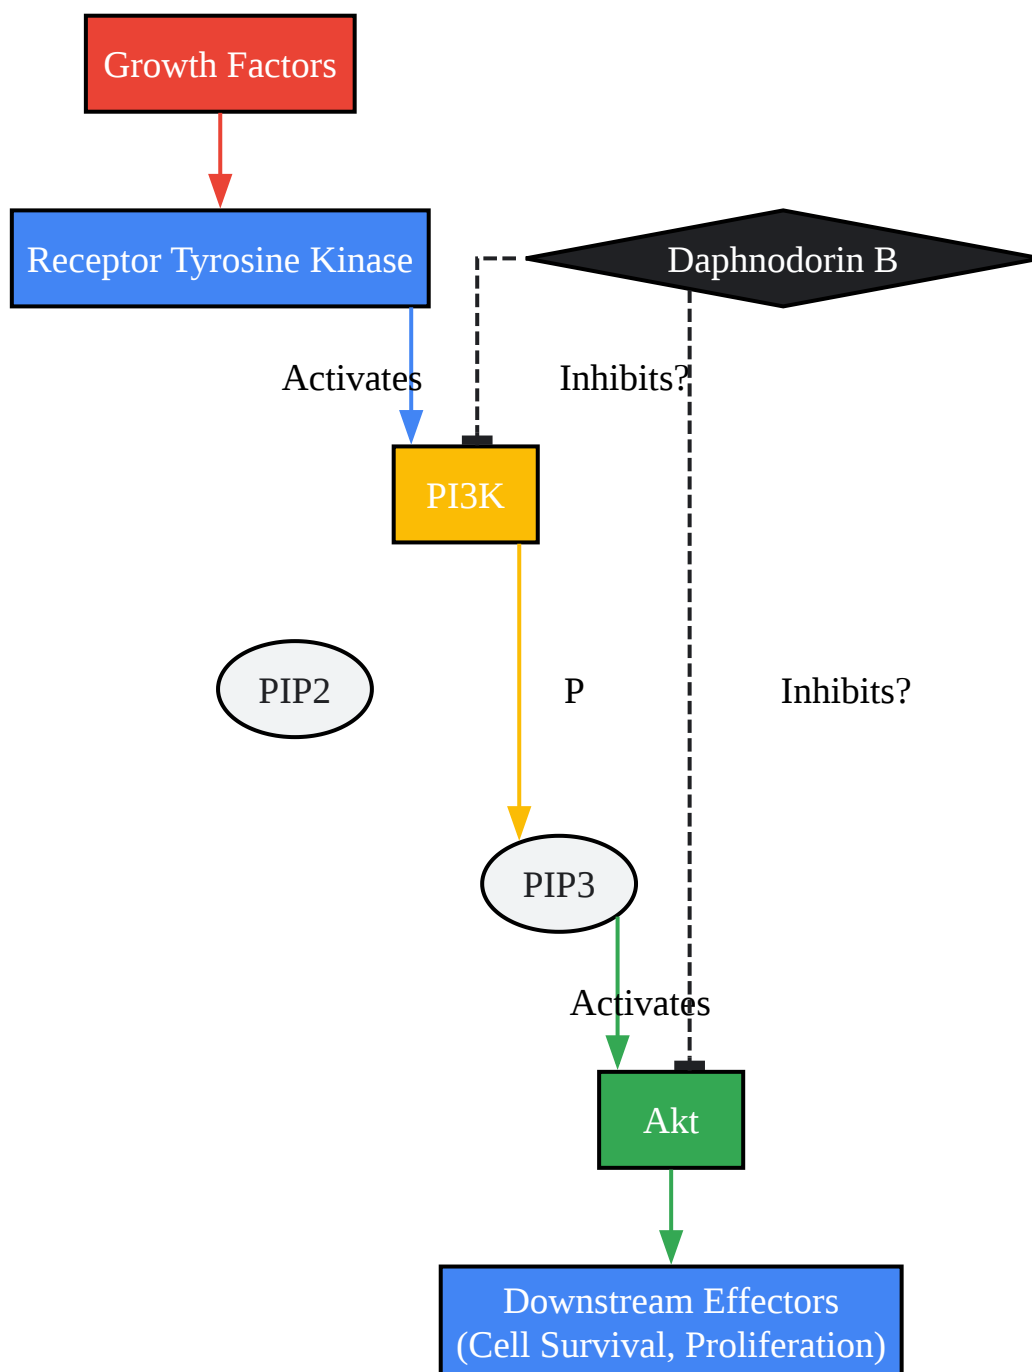 Growth Factors
Receptor Tyrosine Kinase
Daphnodorin B
Activates
Inhibits?
PI3K
PIP2
P
Inhibits?
PIP3
Activates
Akt
Downstream Effectors
(Cell Survival, Proliferation)